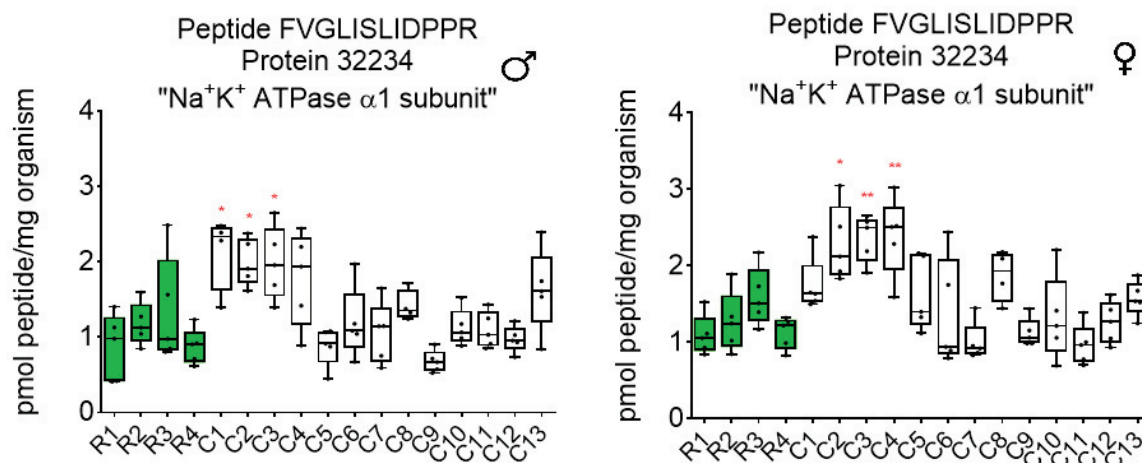 Peptide FVGLISLIDPPR
Protein 32234
"Na⁺K⁺ ATPase α1 subunit"
♂
pmol peptide/mg organism
4
3
2
1
0
* * *
R1 R2 R3 R4 C1 C2 C3 C4 C5 C6 C7 C8 C9 C10 C11 C12 C13
Peptide FVGLISLIDPPR
Protein 32234
"Na⁺K⁺ ATPase α1 subunit"
♀
pmol peptide/mg organism
4
3
2
1
0
* ** **
R1 R2 R3 R4 C1 C2 C3 C4 C5 C6 C7 C8 C9 C10 C11 C12 C13